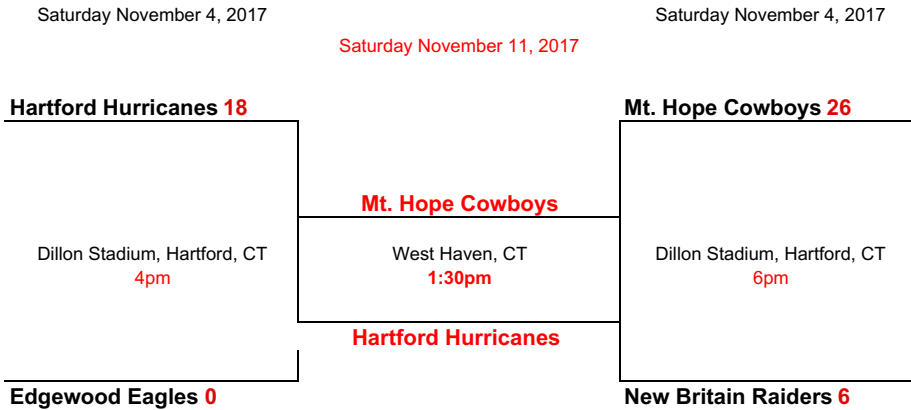 Saturday November 4, 2017
Saturday November 4, 2017
Saturday November 11, 2017
Hartford Hurricanes 18
Mt. Hope Cowboys 26
Mt. Hope Cowboys
Dillon Stadium, Hartford, CT
4pm
West Haven, CT
1:30pm
Dillon Stadium, Hartford, CT
6pm
Hartford Hurricanes
Edgewood Eagles 0
New Britain Raiders 6